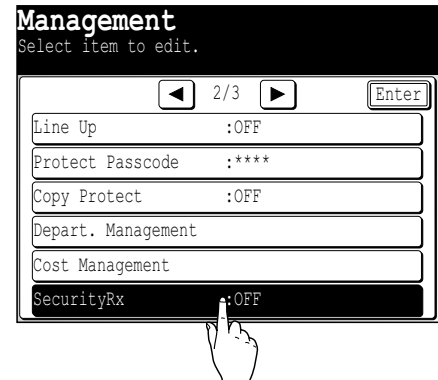 Management
Select item to edit.
◄ 2/3 ► Enter
Line Up :OFF
Protect Passcode :****
Copy Protect :OFF
Depart. Management
Cost Management
SecurityRx :OFF